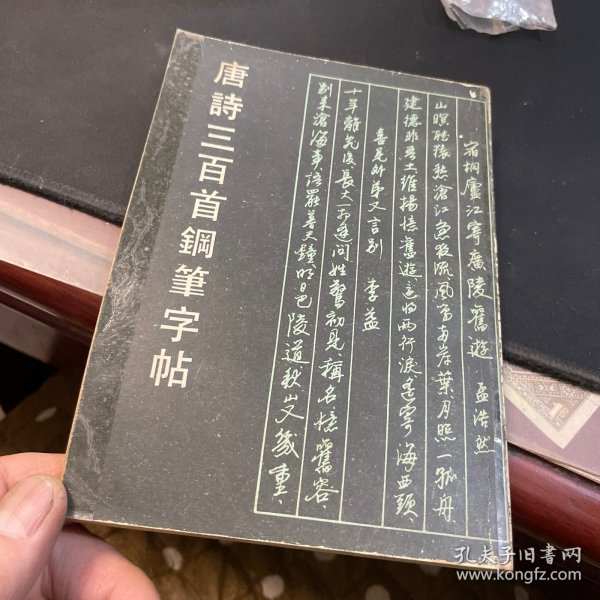 唐詩三百首鋼筆字帖
宿桐廬江寄廣陵舊遊 孟浩然
山暝聽猿愁滄江急夜流風鳴兩岸葉月照一孤舟
建德非吾土維揚憶舊遊還將兩行淚遙寄海西頭
喜見外弟又言別 李益
十年離亂後長大一相逢問姓驚初見稱名憶舊容
別來滄海事語罷暮天鐘明日巴陵道秋山又幾重
孔夫子旧書网
www.kongfz.com